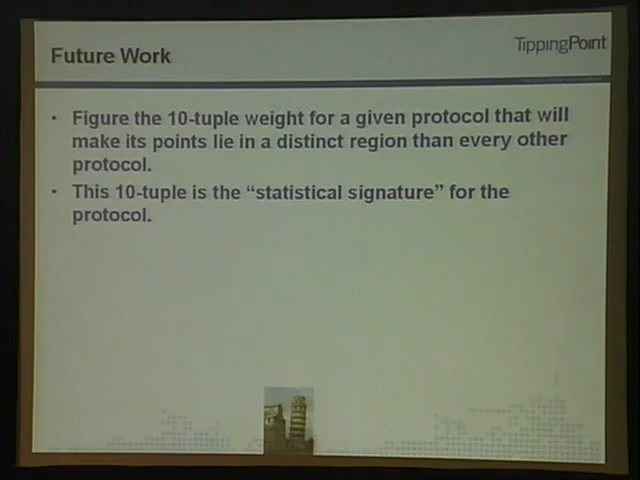 Future Work
TippingPoint
• Figure the 10-tuple weight for a given protocol that will
make its points lie in a distinct region than every other
protocol.
• This 10-tuple is the “statistical signature” for the
protocol.